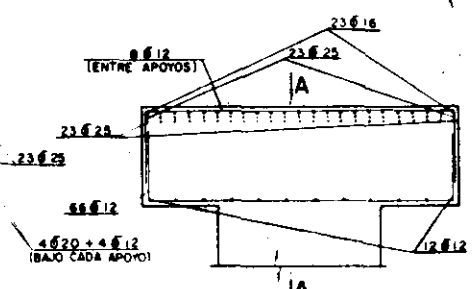 23 ϕ 16
8 ϕ 12
(ENTRE APOYOS)
23 ϕ 25
A
23 ϕ 25
23 ϕ 25
66 ϕ 12
4 ϕ 20 + 4 ϕ 12
(BAJO CADA APOYO)
12 ϕ 12
A